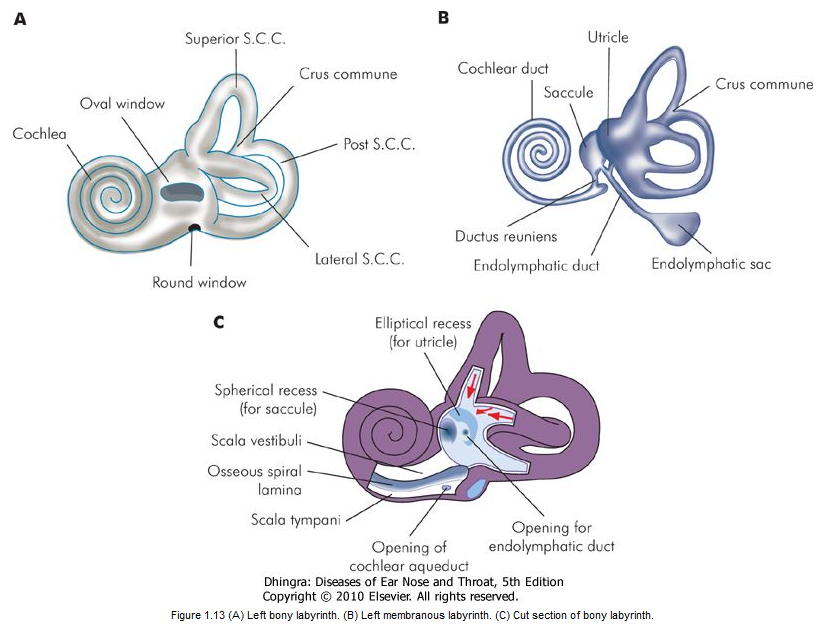 A
Superior S.C.C.
Crus commune
Oval window
Cochlea
Post S.C.C.
Lateral S.C.C.
Round window
B
Utricle
Cochlear duct
Saccule
Crus commune
Ductus reuniens
Endolymphatic duct
Endolymphatic sac
C
Elliptical recess
(for utricle)
Spherical recess
(for saccule)
Scala vestibuli
Osseous spiral
lamina
Scala tympani
Opening of
cochlear aqueduct
Opening for
endolymphatic duct
Dhingra: Diseases of Ear Nose and Throat, 5th Edition
Copyright © 2010 Elsevier. All rights reserved.
Figure 1.13 (A) Left bony labyrinth. (B) Left membranous labyrinth. (C) Cut section of bony labyrinth.